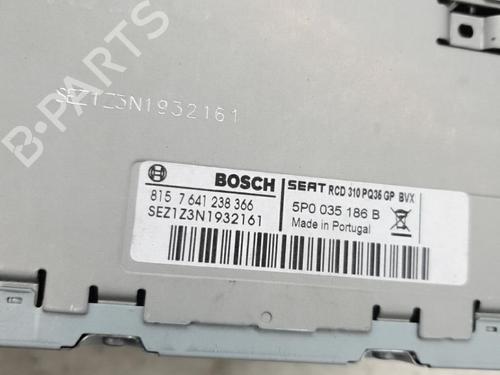 B-PARTS
SEZ1Z3N1932161
BOSCH
SEAT RCD 310 PQ35 GP BVX
815 7 641 238 366
5P0 035 186 B
SEZ1Z3N1932161
Made in Portugal